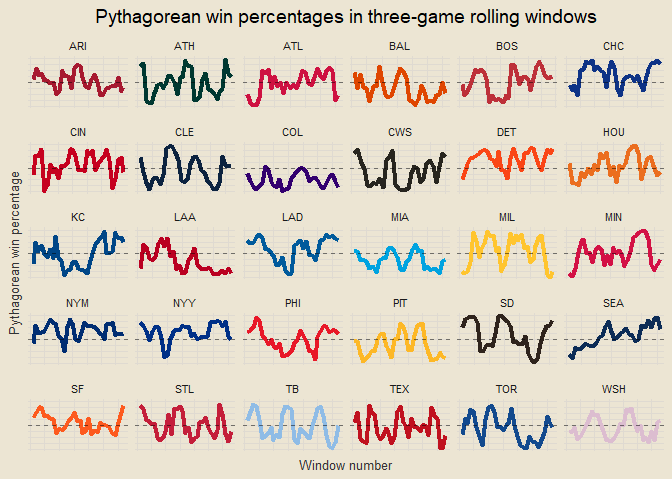 Pythagorean win percentages in three-game rolling windows
ARI ATH ATL BAL BOS CHC
CIN CLE COL CWS DET HOU
KC LAA LAD MIA MIL MIN
NYM NYY PHI PIT SD SEA
SF STL TB TEX TOR WSH
Pythagorean win percentage
Window number